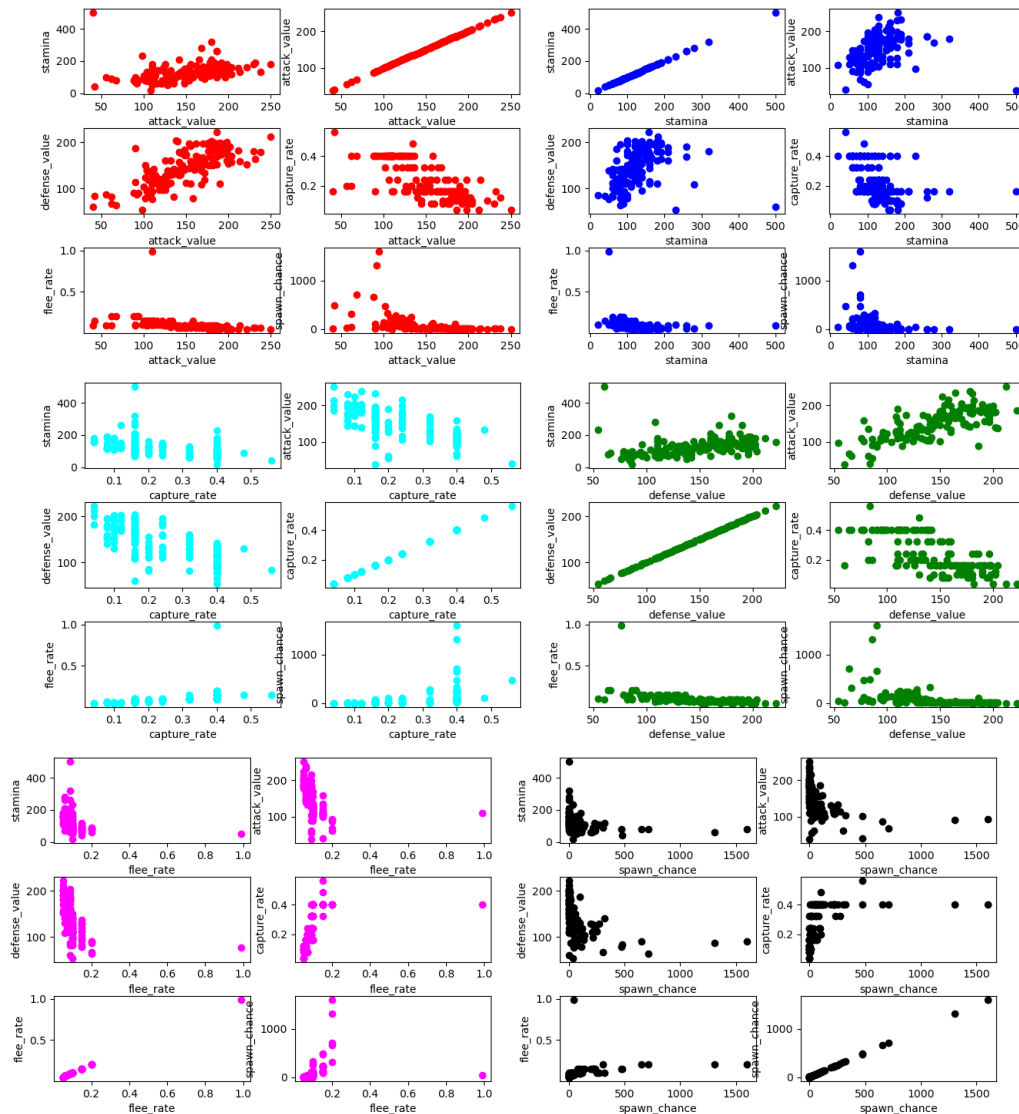 stamina
400
200
0
50 100 150 200 250
attack_value
attack_value
200
100
50 100 150 200 250
attack_value
stamina
400
200
0
0 100 200 300 400 500
stamina
attack_value
200
100
0 100 200 300 400 500
stamina
defense_value
200
100
50 100 150 200 250
attack_value
capture_rate
0.4
0.2
50 100 150 200 250
attack_value
defense_value
200
100
0 100 200 300 400 500
stamina
capture_rate
0.4
0.2
0 100 200 300 400 500
stamina
flee_rate
1.0
0.5
50 100 150 200 250
attack_value
spawn_chance
1000
0
50 100 150 200 250
attack_value
flee_rate
1.0
0.5
0 100 200 300 400 500
stamina
spawn_chance
1000
0
0 100 200 300 400 500
stamina
stamina
400
200
0
0.1 0.2 0.3 0.4 0.5
capture_rate
attack_value
200
100
0.1 0.2 0.3 0.4 0.5
capture_rate
stamina
400
200
0
50 100 150 200
defense_value
attack_value
200
100
50 100 150 200
defense_value
defense_value
200
100
0.1 0.2 0.3 0.4 0.5
capture_rate
capture_rate
0.4
0.2
0.1 0.2 0.3 0.4 0.5
capture_rate
defense_value
200
100
50 100 150 200
defense_value
capture_rate
0.4
0.2
50 100 150 200
defense_value
flee_rate
1.0
0.5
0.1 0.2 0.3 0.4 0.5
capture_rate
spawn_chance
1000
0
0.1 0.2 0.3 0.4 0.5
capture_rate
flee_rate
1.0
0.5
50 100 150 200
defense_value
spawn_chance
1000
0
50 100 150 200
defense_value
stamina
400
200
0
0.2 0.4 0.6 0.8 1.0
flee_rate
attack_value
200
100
0.2 0.4 0.6 0.8 1.0
flee_rate
stamina
400
200
0
0 500 1000 1500
spawn_chance
attack_value
200
100
0 500 1000 1500
spawn_chance
defense_value
200
100
0.2 0.4 0.6 0.8 1.0
flee_rate
capture_rate
0.4
0.2
0.2 0.4 0.6 0.8 1.0
flee_rate
defense_value
200
100
0 500 1000 1500
spawn_chance
capture_rate
0.4
0.2
0 500 1000 1500
spawn_chance
flee_rate
1.0
0.5
0.2 0.4 0.6 0.8 1.0
flee_rate
spawn_chance
1000
0
0.2 0.4 0.6 0.8 1.0
flee_rate
flee_rate
1.0
0.5
0 500 1000 1500
spawn_chance
spawn_chance
1000
0
0 500 1000 1500
spawn_chance